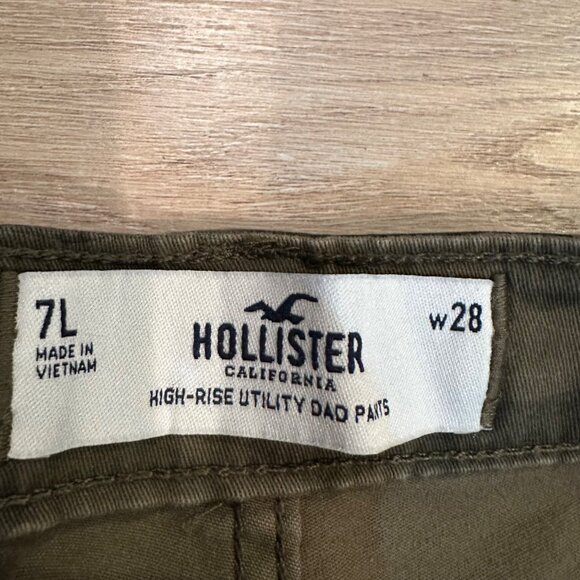 7L
MADE IN
VIETNAM
HOLLISTER
CALIFORNIA
HIGH-RISE UTILITY DAD PANTS
W28